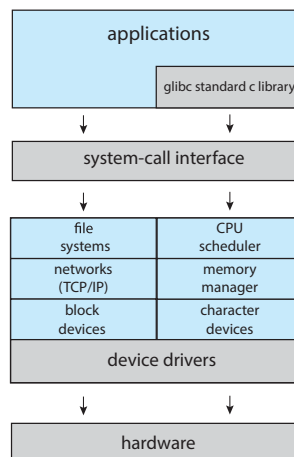 applications
glibc standard c library
system-call interface
file
systems
CPU
scheduler
networks
(TCP/IP)
memory
manager
block
devices
character
devices
device drivers
hardware